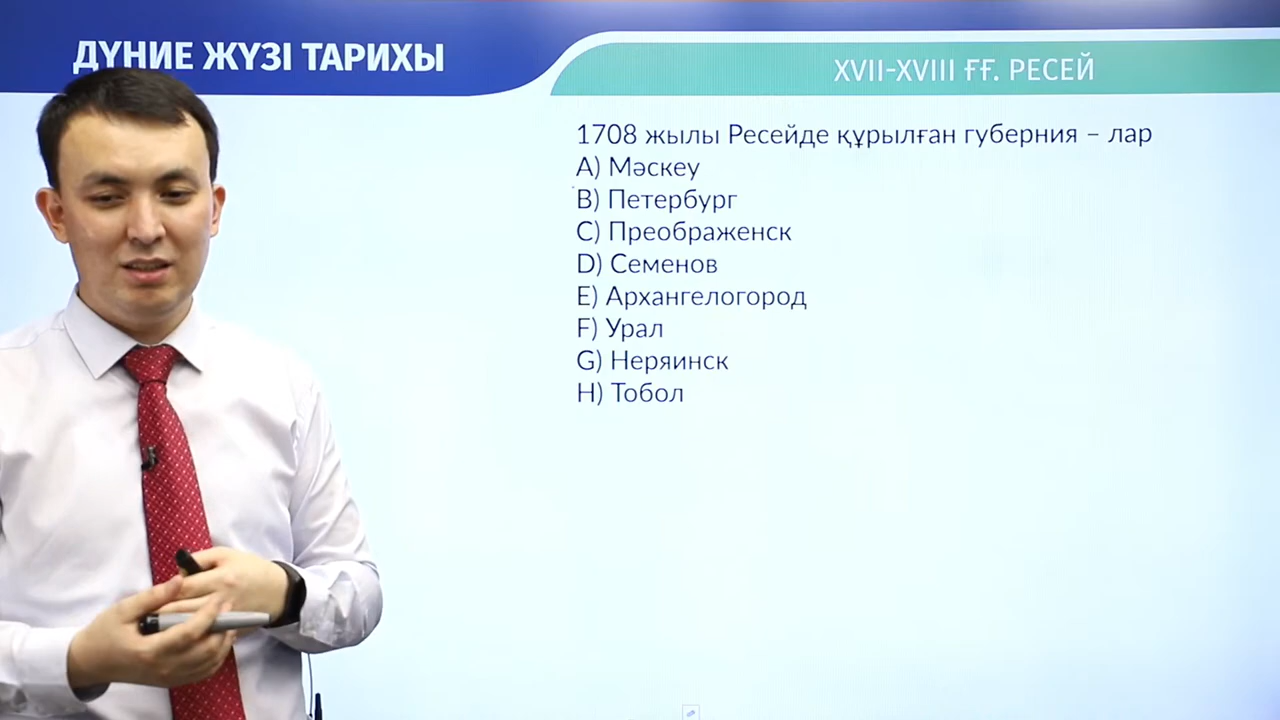 ДҮНИЕ ЖҮЗІ ТАРИХЫ
XVII-XVIII ҒҒ. РЕСЕЙ
1708 жылы Ресейде құрылған губерния – лар
A) Мәскеу
B) Петербург
C) Преображенск
D) Семенов
E) Архангелогород
F) Урал
G) Неряинск
H) Тобол